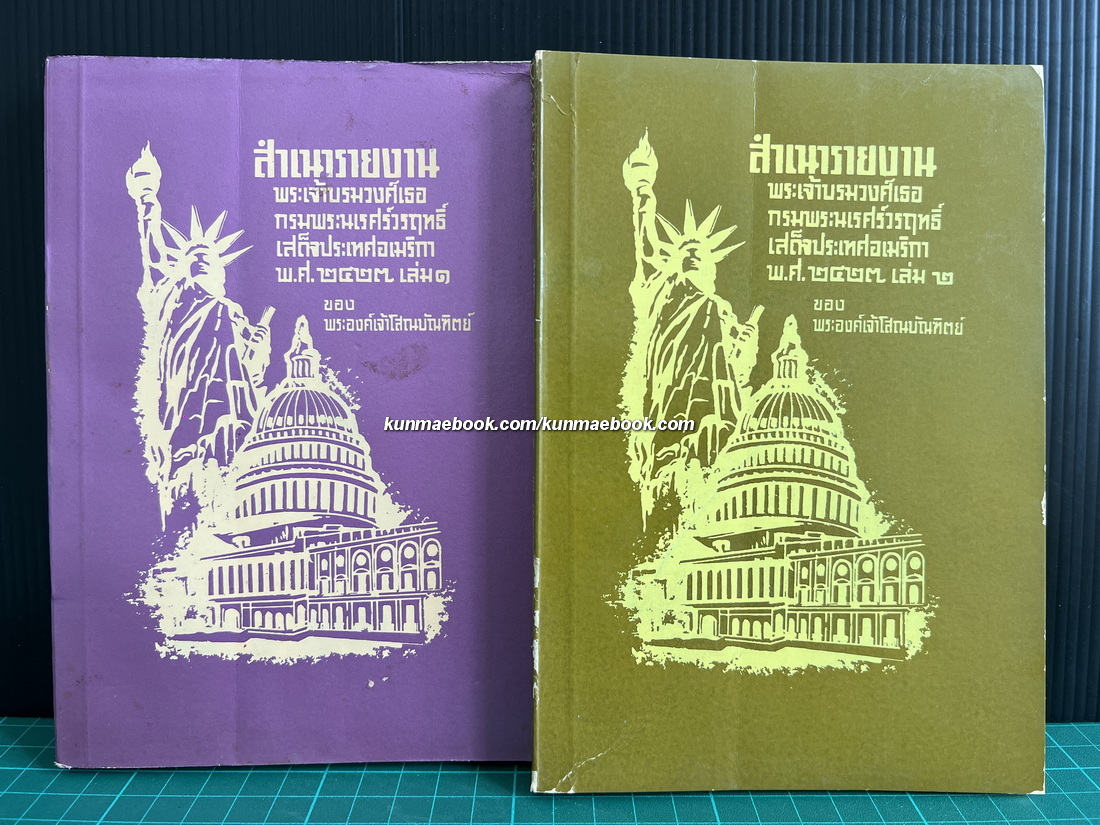 สำเนารายงาน
พระเจ้าบรมวงศ์เธอ
กรมพระนเรศร์วรฤทธิ์
เสด็จประเทศอเมริกา
พ.ศ. ๒๔๒๗ เล่ม ๑
ของ
พระองค์เจ้าโสณบัณฑิตย์
สำเนารายงาน
พระเจ้าบรมวงศ์เธอ
กรมพระนเรศร์วรฤทธิ์
เสด็จประเทศอเมริกา
พ.ศ. ๒๔๒๗ เล่ม ๒
ของ
พระองค์เจ้าโสณบัณฑิตย์
kunmaebook.com/kunmaebook.com